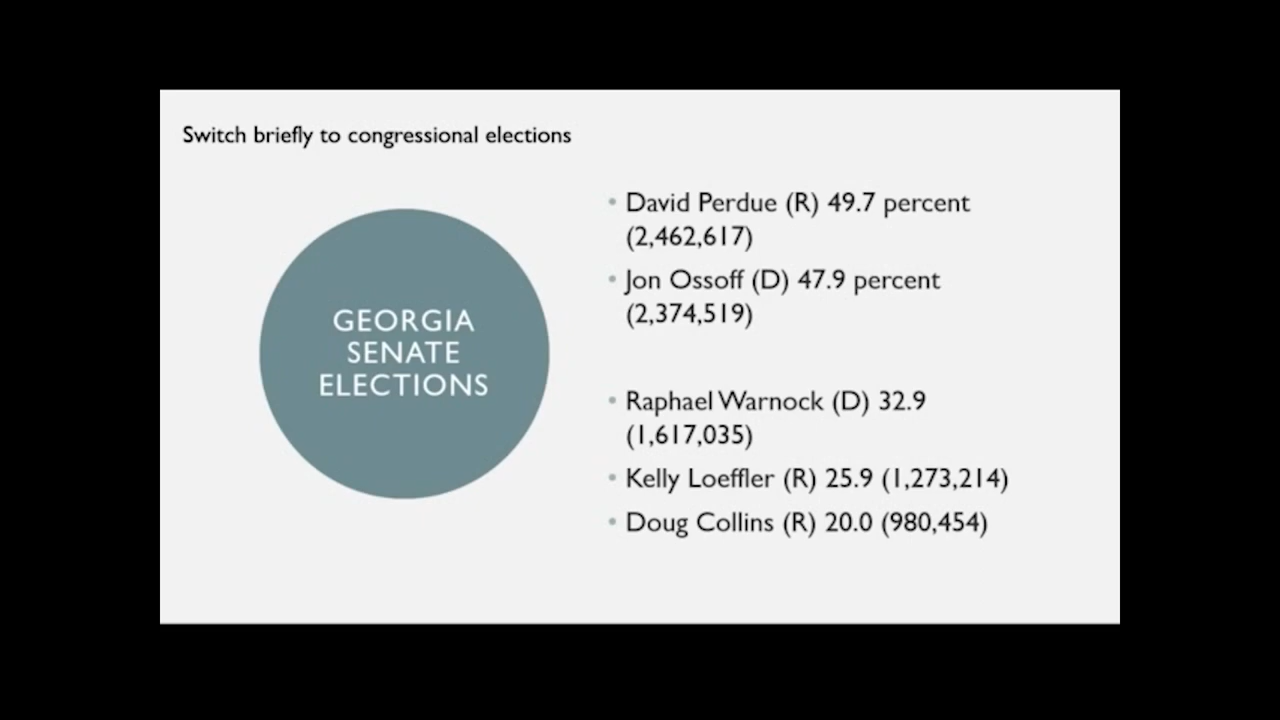 Switch briefly to congressional elections
GEORGIA
SENATE
ELECTIONS
• David Perdue (R) 49.7 percent
(2,462,617)
• Jon Ossoff (D) 47.9 percent
(2,374,519)
• Raphael Warnock (D) 32.9
(1,617,035)
• Kelly Loeffler (R) 25.9 (1,273,214)
• Doug Collins (R) 20.0 (980,454)